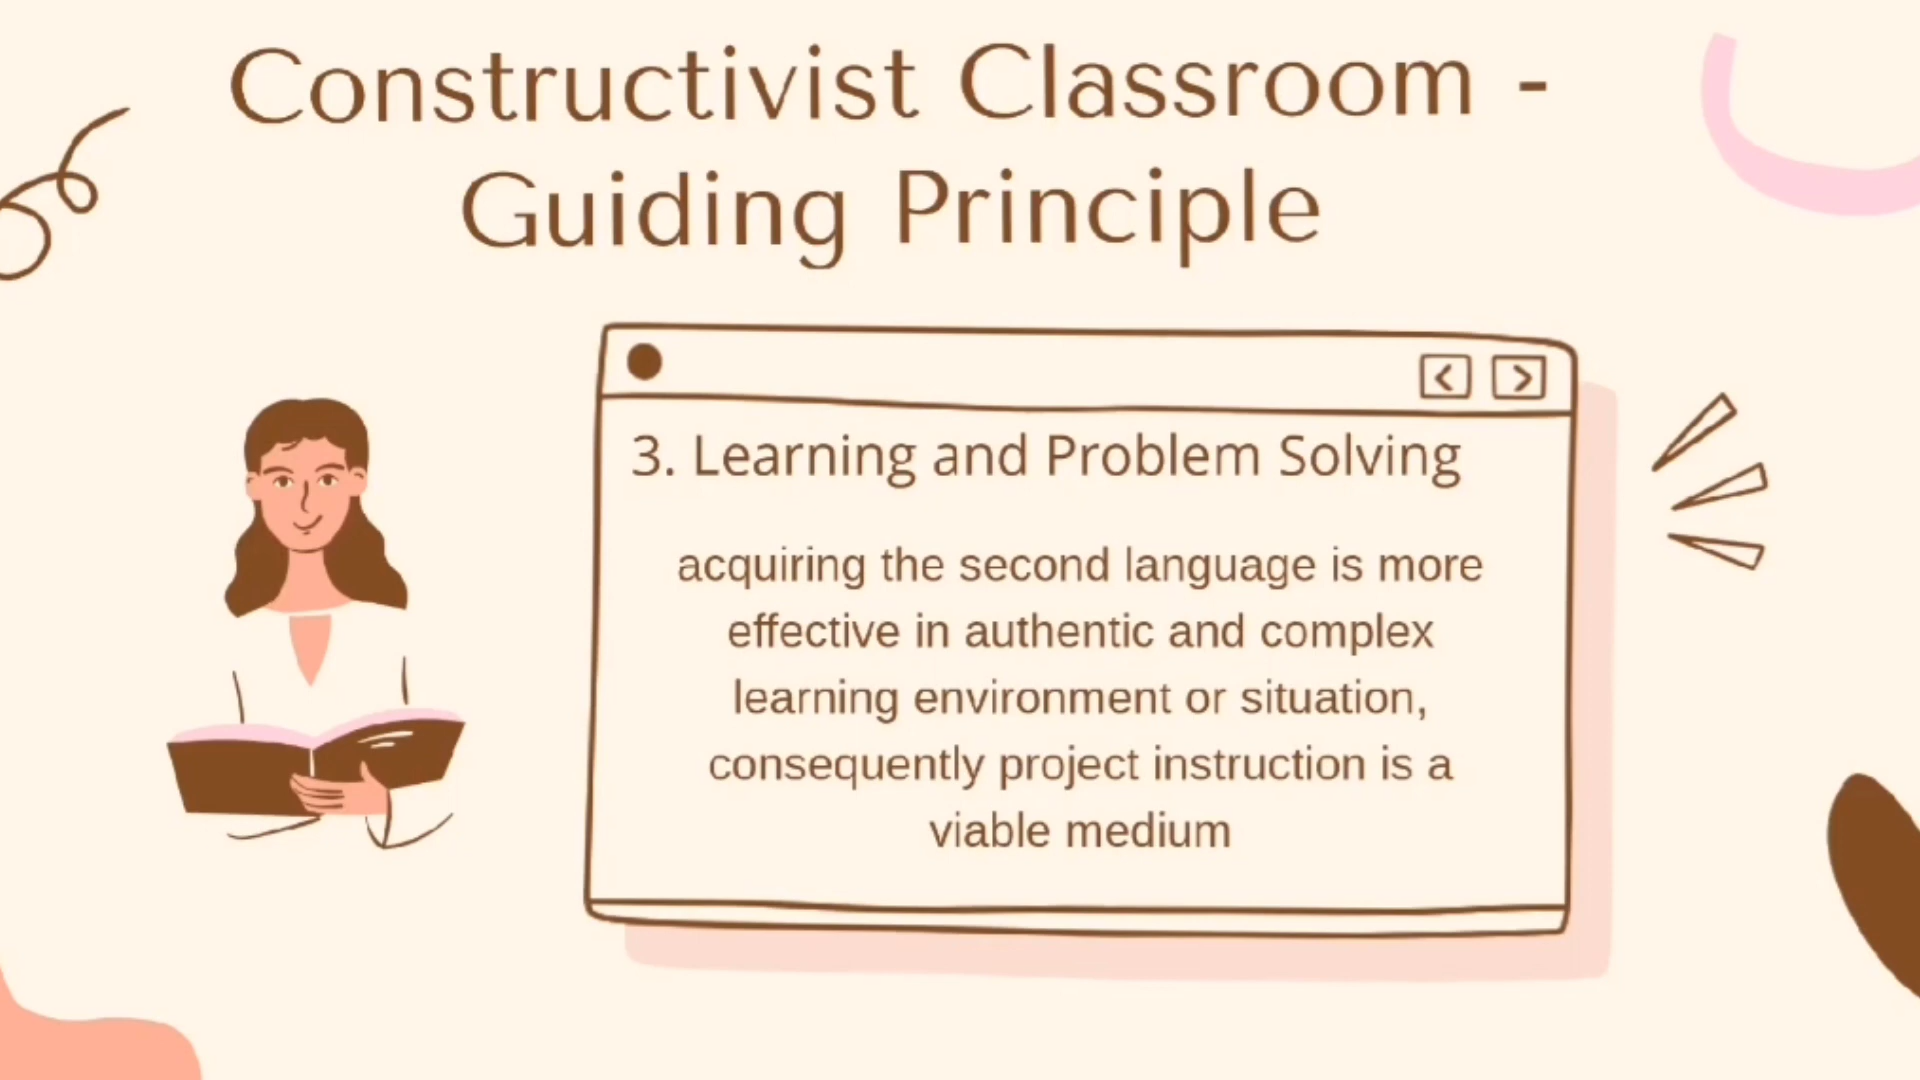 Constructivist Classroom -
Guiding Principle
3. Learning and Problem Solving
acquiring the second language is more
effective in authentic and complex
learning environment or situation,
consequently project instruction is a
viable medium